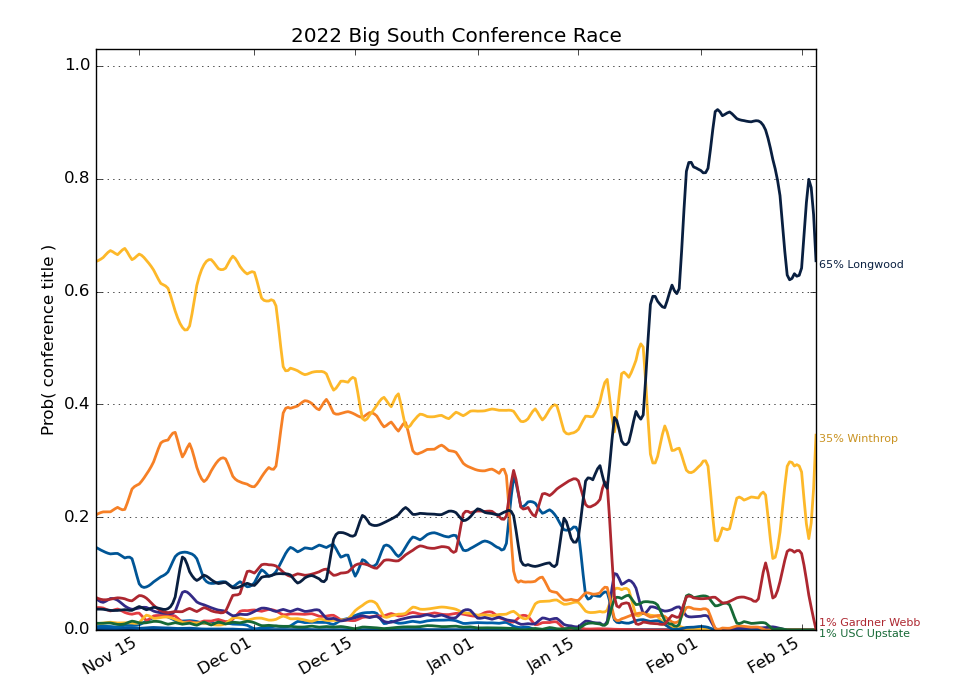 2022 Big South Conference Race
Prob( conference title )
1.0
0.8
0.6
0.4
0.2
0.0
Nov 15
Dec 01
Dec 15
Jan 01
Jan 15
Feb 01
Feb 15
65% Longwood
35% Winthrop
1% Gardner Webb
1% USC Upstate